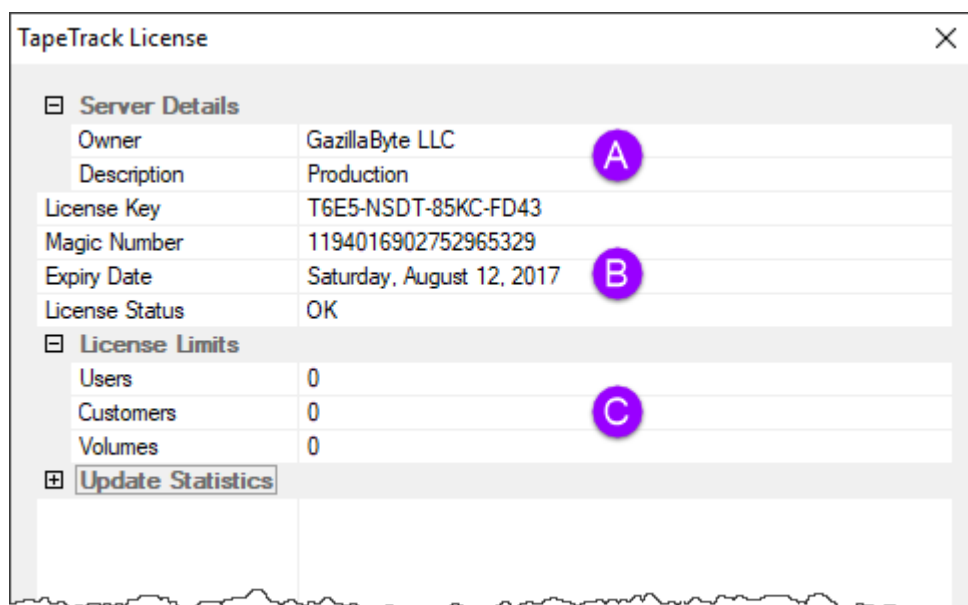 TapeTrack License
Server Details
Owner GazillaByte LLC
A
Description Production
License Key T6E5-NSDT-85KC-FD43
Magic Number 1194016902752965329
Expiry Date Saturday, August 12, 2017
B
License Status OK
License Limits
Users 0
Customers 0
C
Volumes 0
Update Statistics